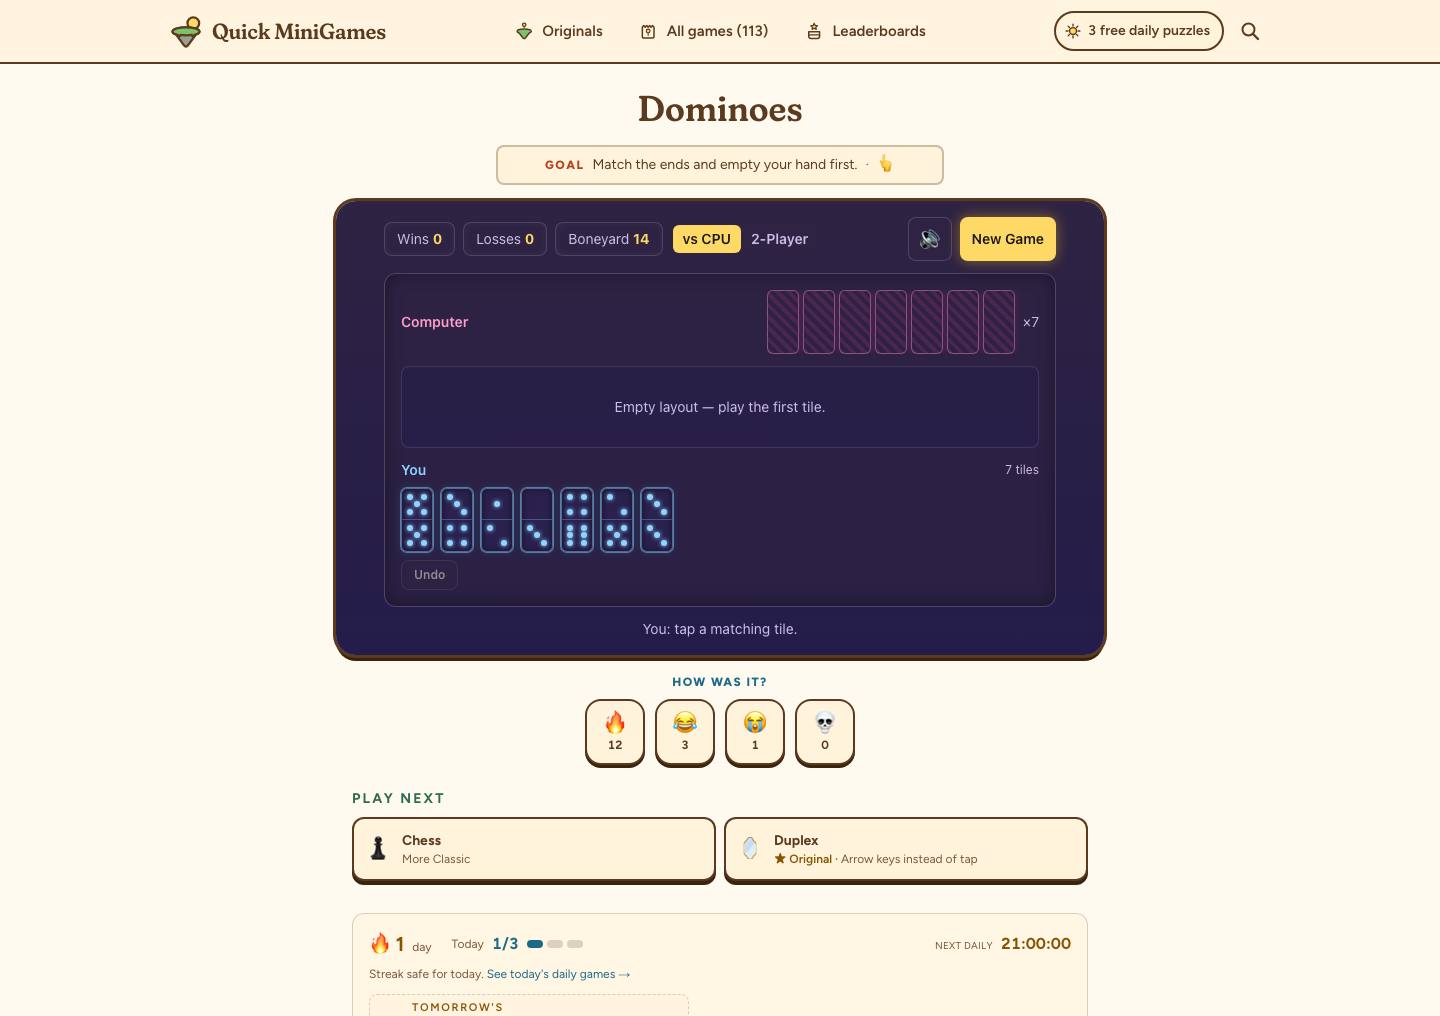 Quick MiniGames
Originals
All games (113)
Leaderboards
3 free daily puzzles
Dominoes
GOAL Match the ends and empty your hand first. ·
Wins 0
Losses 0
Boneyard 14
vs CPU
2-Player
New Game
Computer
×7
Empty layout — play the first tile.
You
7 tiles
Undo
You: tap a matching tile.
HOW WAS IT?
12
3
1
0
PLAY NEXT
Chess
More Classic
Duplex
Original · Arrow keys instead of tap
1 day
Today 1/3
NEXT DAILY 21:00:00
Streak safe for today. See today's daily games →
TOMORROW'S